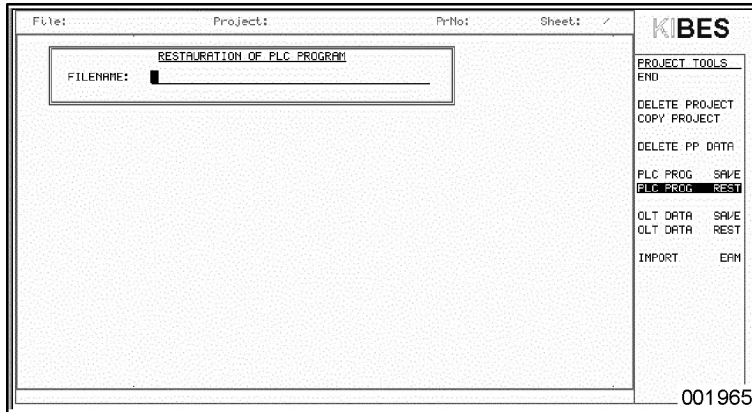 File: Project: PrNo: Sheet: /
KIBES
RESTAURATION OF PLC PROGRAM
FILENAME:
PROJECT TOOLS
END
DELETE PROJECT
COPY PROJECT
DELETE PP DATA
PLC PROG SAVE
PLC PROG REST
OLT DATA SAVE
OLT DATA REST
IMPORT EAM
001965